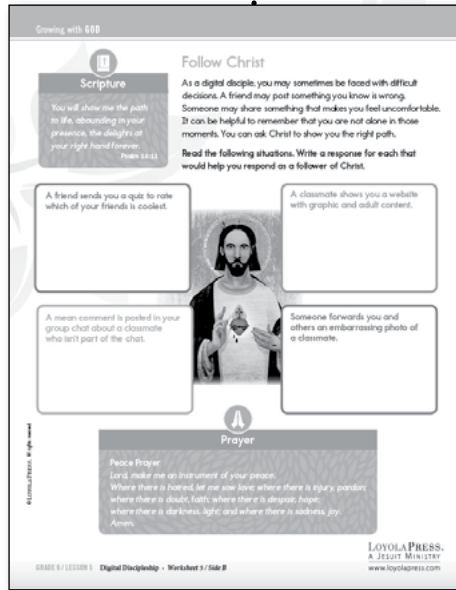 Growing with GOD
Scripture
You will show me the path
to life, abounding in your
presence, the delights at
your right hand forever.
Psalm 16:11
Follow Christ
As a digital disciple, you may sometimes be faced with difficult
decisions. A friend may post something you know is wrong.
Someone may share something that makes you feel uncomfortable.
It can be helpful to remember that you are not alone in those
moments. You can ask Christ to show you the right path.
Read the following situations. Write a response for each that
would help you respond as a follower of Christ.
A friend sends you a quiz to rate
which of your friends is coolest.
A classmate shows you a website
with graphic and adult content.
A mean comment is posted in your
group chat about a classmate
who isn't part of the chat.
Someone forwards you and
others an embarrassing photo of
a classmate.
Prayer
Peace Prayer
Lord, make me an instrument of your peace:
Where there is hatred, let me sow love; where there is injury, pardon;
where there is doubt, faith; where there is despair, hope;
where there is darkness, light; and where there is sadness, joy.
Amen.
© LOYOLA PRESS. All rights reserved.
GRADE 6 / LESSON 5 Digital Discipleship • Worksheet 5 / Side B
LOYOLA PRESS.
A JESUIT MINISTRY
www.loyolapress.com